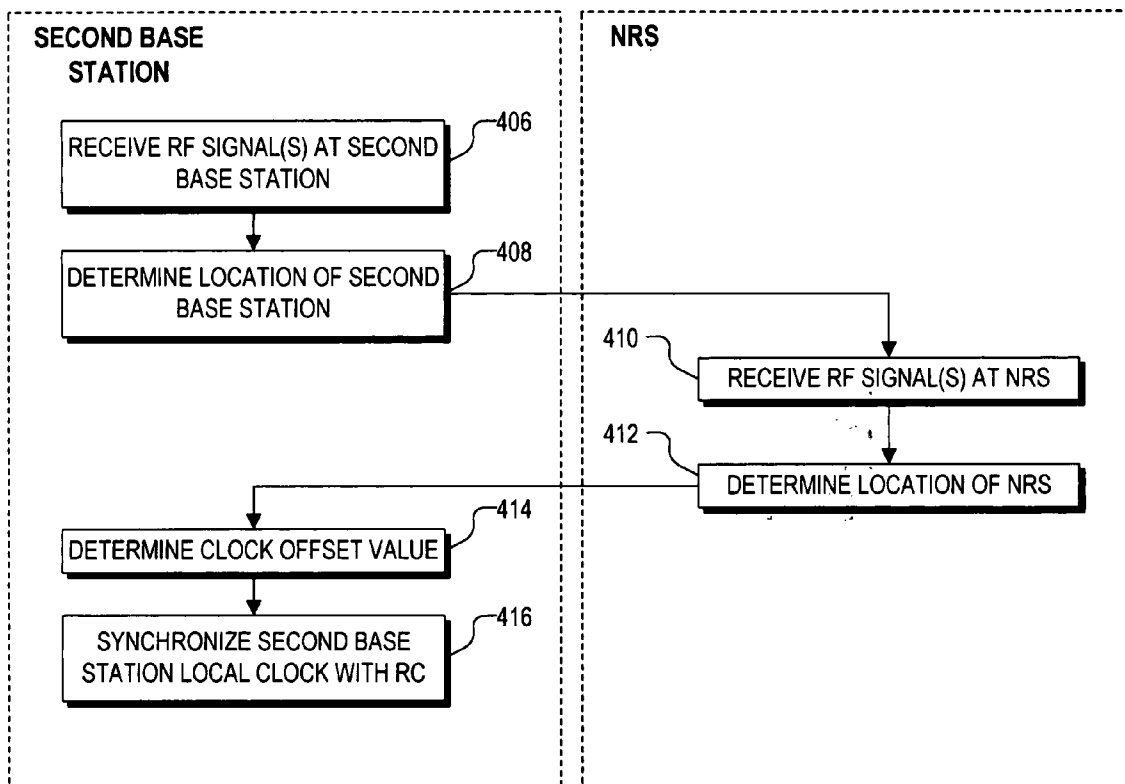 SECOND BASE
STATION
NRS
406
RECEIVE RF SIGNAL(S) AT SECOND
BASE STATION
408
DETERMINE LOCATION OF SECOND
BASE STATION
410
RECEIVE RF SIGNAL(S) AT NRS
412
DETERMINE LOCATION OF NRS
414
DETERMINE CLOCK OFFSET VALUE
416
SYNCHRONIZE SECOND BASE
STATION LOCAL CLOCK WITH RC